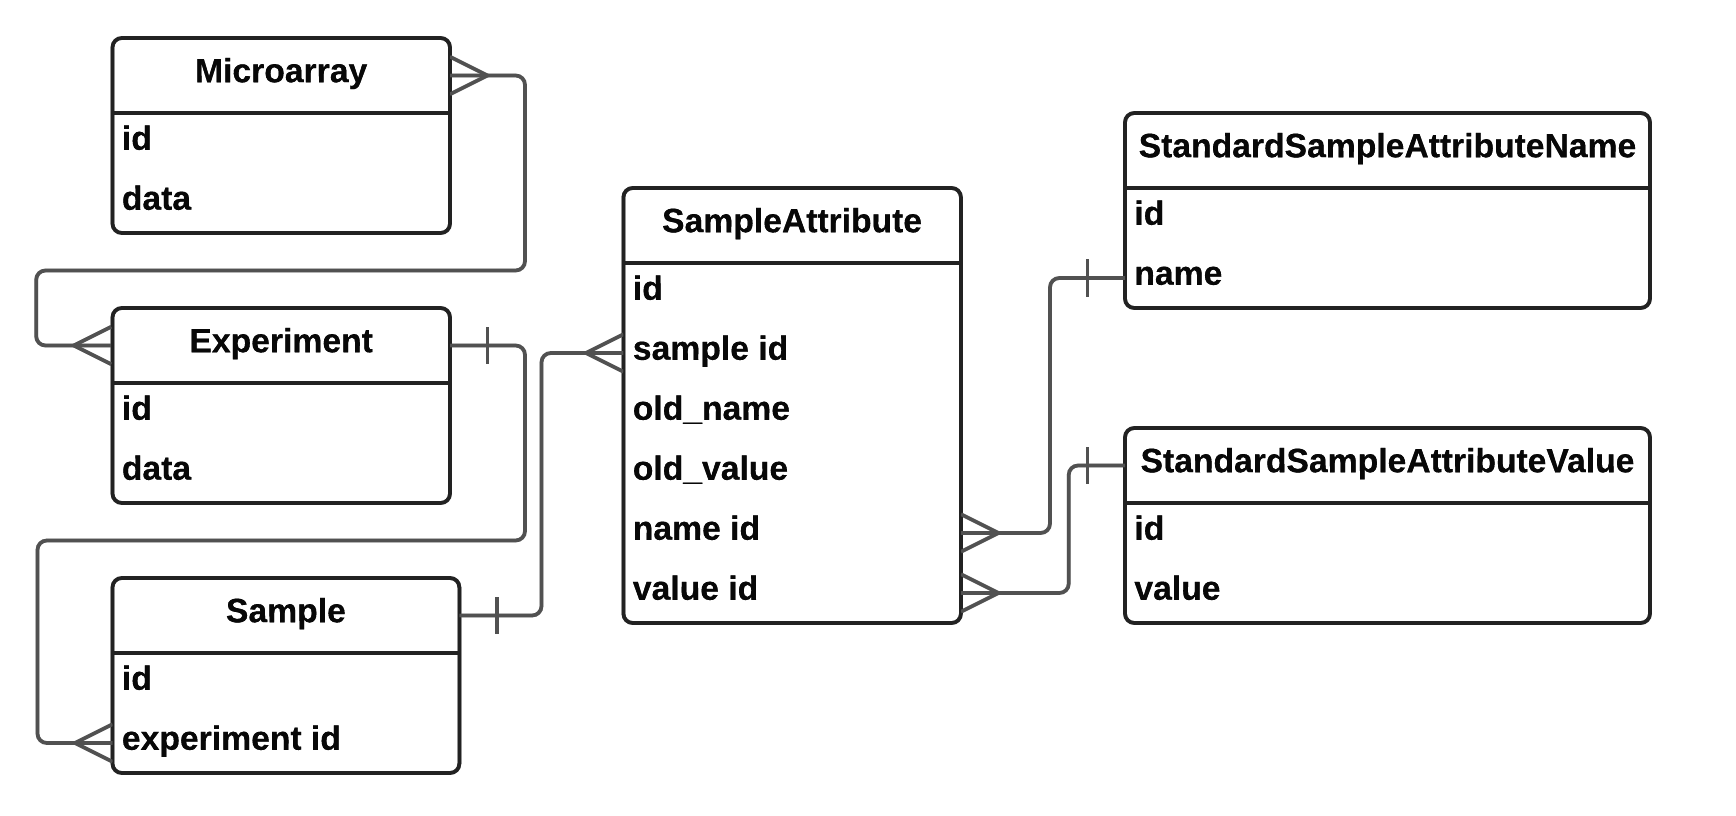 Microarray
id
data
Experiment
id
data
Sample
id
experiment id
SampleAttribute
id
sample id
old_name
old_value
name id
value id
StandardSampleAttributeName
id
name
StandardSampleAttributeValue
id
value